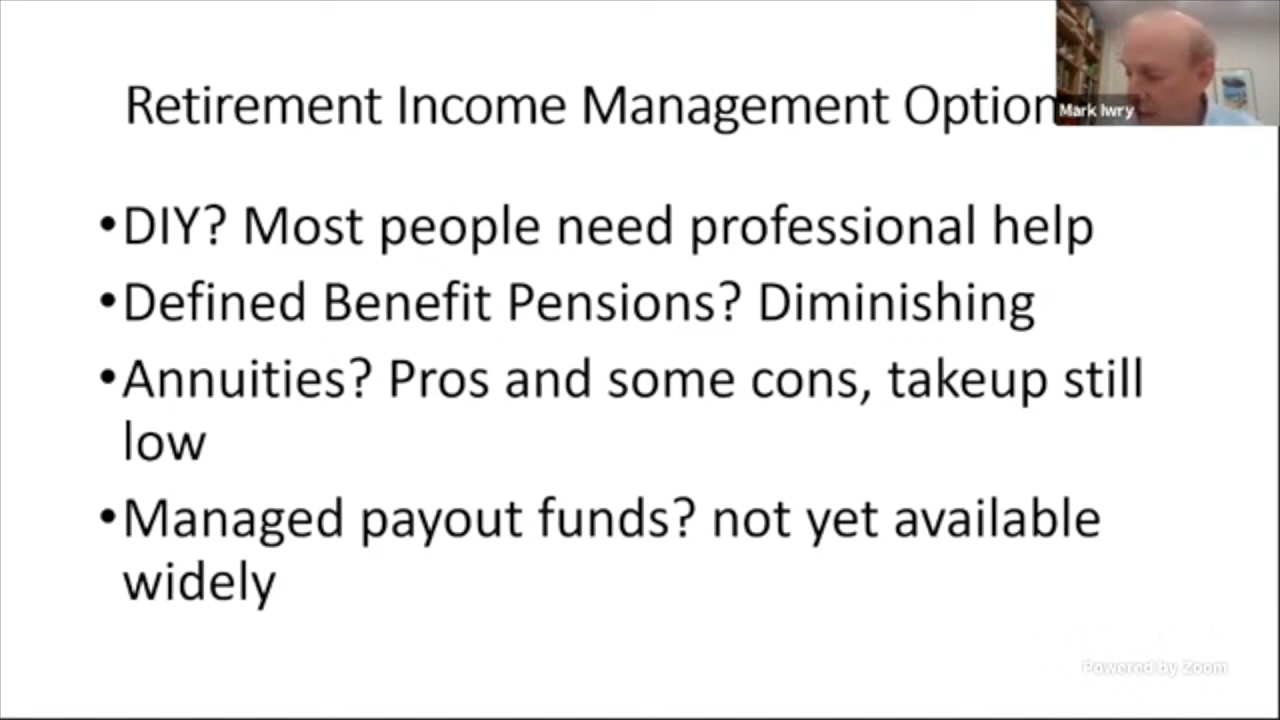 Retirement Income Management Option
Mark Iwry
•DIY? Most people need professional help
•Defined Benefit Pensions? Diminishing
•Annuities? Pros and some cons, takeup still
low
•Managed payout funds? not yet available
widely
Powered by Zoom